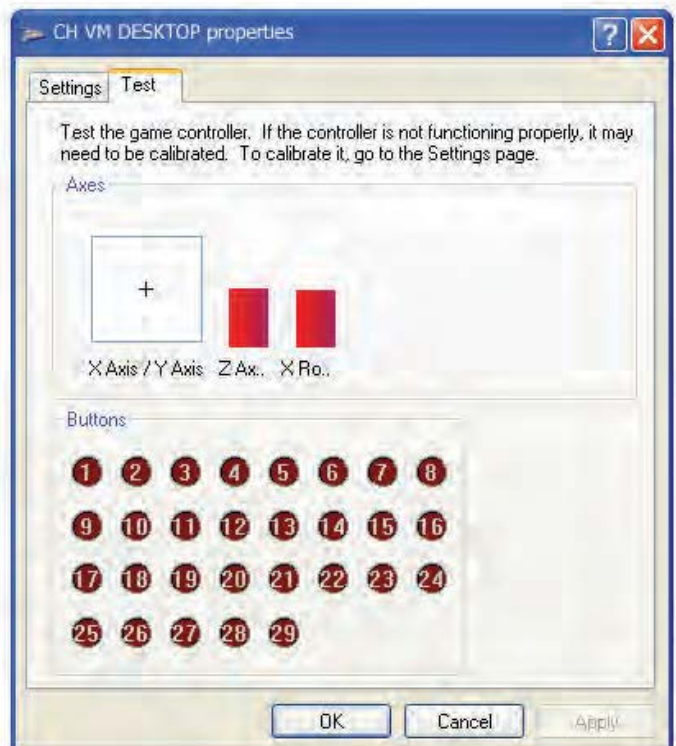 CH VM DESKTOP properties
Settings Test
Test the game controller. If the controller is not functioning properly, it may
need to be calibrated. To calibrate it, go to the Settings page.
Axes
X Axis / Y Axis Z Ax.. X Ro..
Buttons
1 2 3 4 5 6 7 8
9 10 11 12 13 14 15 16
17 18 19 20 21 22 23 24
25 26 27 28 29
OK Cancel Apply